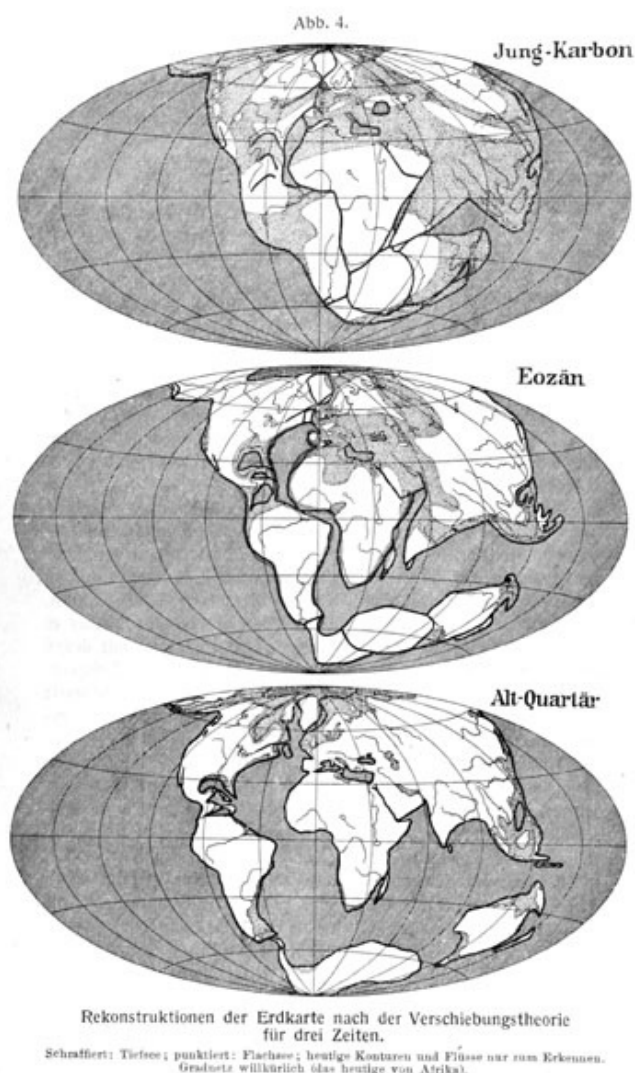 Abb. 4.
Jung-Karbon
Eozän
Alt-Quartär
Rekonstruktionen der Erdkarte nach der Verschiebungstheorie
für drei Zeiten.
Schraffiert: Tiefsee; punktiert: Flachsee; heutige Konturen und Flüsse nur zum Erkennen.
Gradnetz willkürlich (das heutige von Afrika).